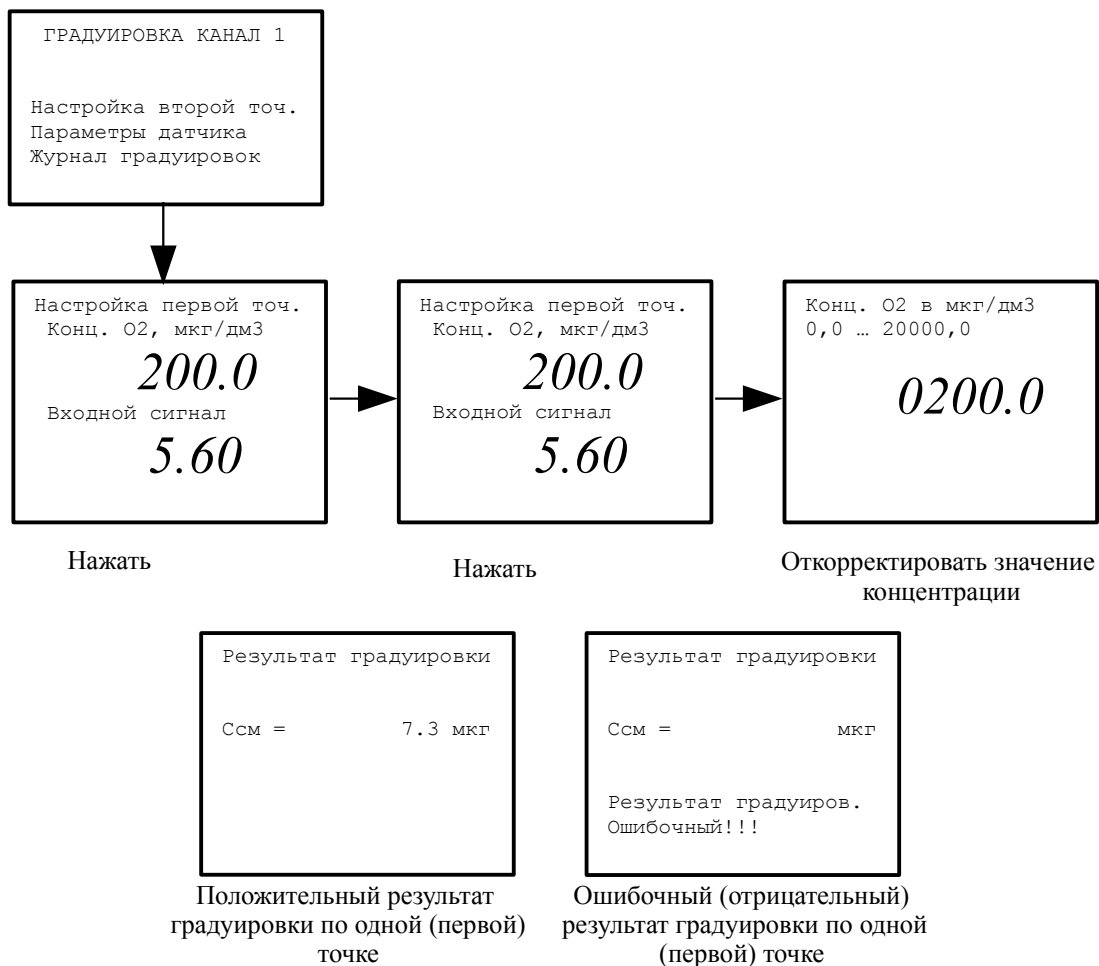 ГРАДУИРОВКА КАНАЛ 1
Настройка второй точ.
Параметры датчика
Журнал градуировок
Настройка первой точ.
Конц. О2, мкг/дм3
200.0
Входной сигнал
5.60
Нажать
Настройка первой точ.
Конц. О2, мкг/дм3
200.0
Входной сигнал
5.60
Нажать
Конц. О2 в мкг/дм3
0,0 … 20000,0
0200.0
Откорректировать значение
концентрации
Результат градуировки
Ссм = 7.3 мкг
Положительный результат
градуировки по одной (первой)
точке
Результат градуировки
Ссм = мкг
Результат градуиров.
Ошибочный!!!
Ошибочный (отрицательный)
результат градуировки по одной
(первой) точке